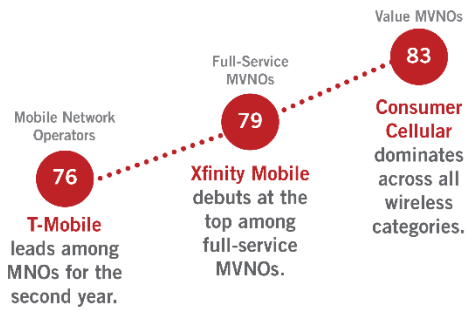 Mobile Network
Operators
76
T-Mobile
leads among
MNOs for the
second year.
Full-Service
MVNOs
79
Xfinity Mobile
debuts at the
top among
full-service
MVNOs.
Value MVNOs
83
Consumer
Cellular
dominates
across all
wireless
categories.